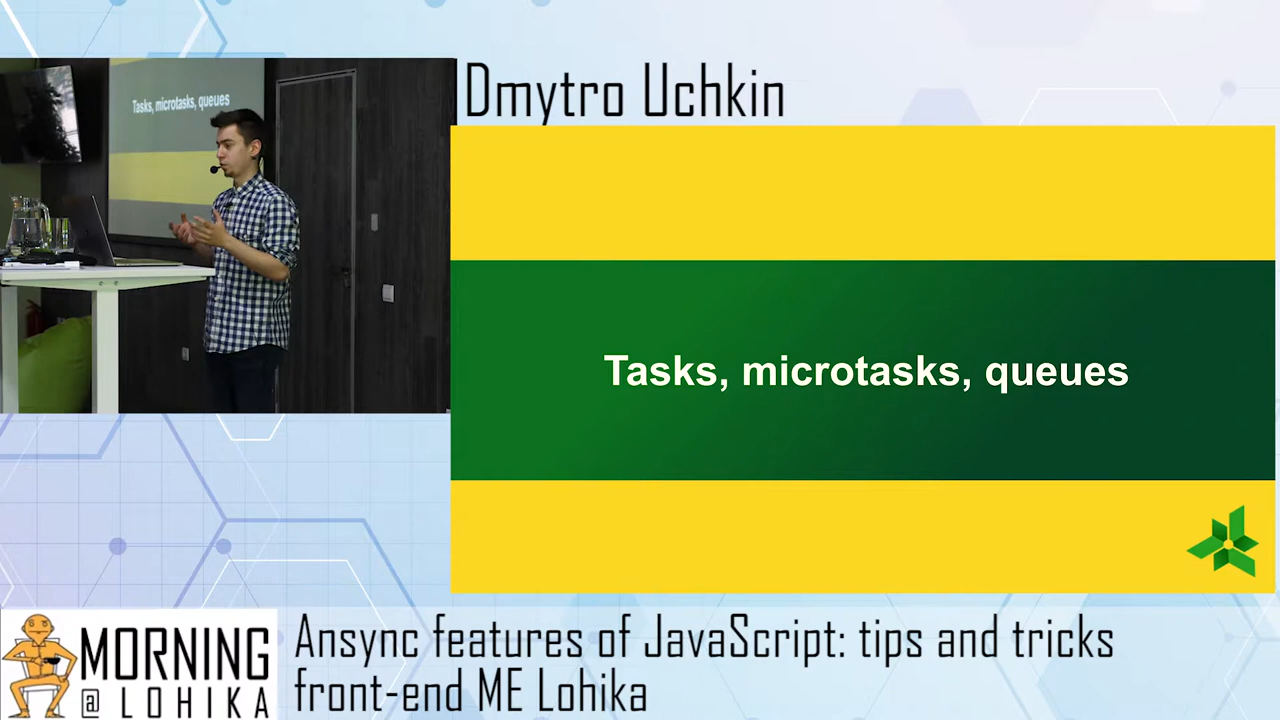 Dmytro Uchkin
Tasks, microtasks, queues
Tasks, microtasks, queues
MORNING
@ LOHIKA
Ansync features of JavaScript: tips and tricks
front-end ME Lohika